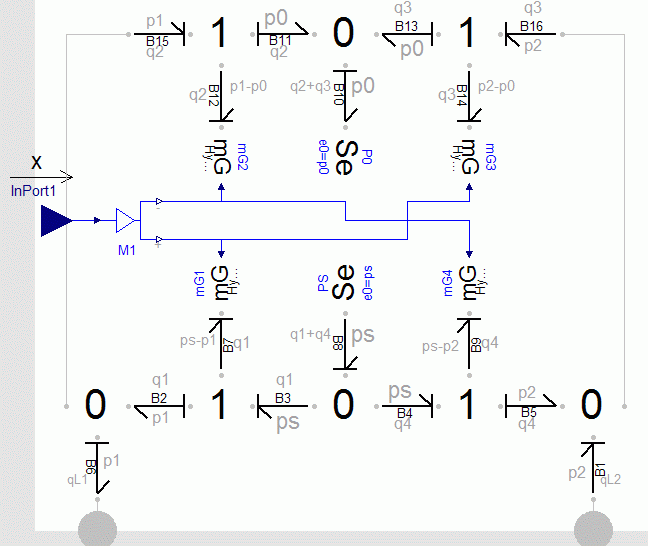 p1
B15
q2
1
p0
B11
q2
0
q3
B13
p0
1
q3
B16
p2
q2
B12
p1-p0
q2+q3
B10
p0
q3
B14
p2-p0
mG
Hy...
mG2
Se
e0=p0
P0
mG
Hy...
mG3
X
InPort1
M1
-
+
mG1
mG
Hy...
PS
Se
e0=ps
mG4
mG
Hy...
ps-p1
B7
q1
q1+q4
B8
ps
ps-p2
B9
q4
0
q1
B2
p1
1
q1
B3
ps
0
ps
B4
q4
1
p2
B5
q4
0
qL1
B6
p1
p2
B1
qL2